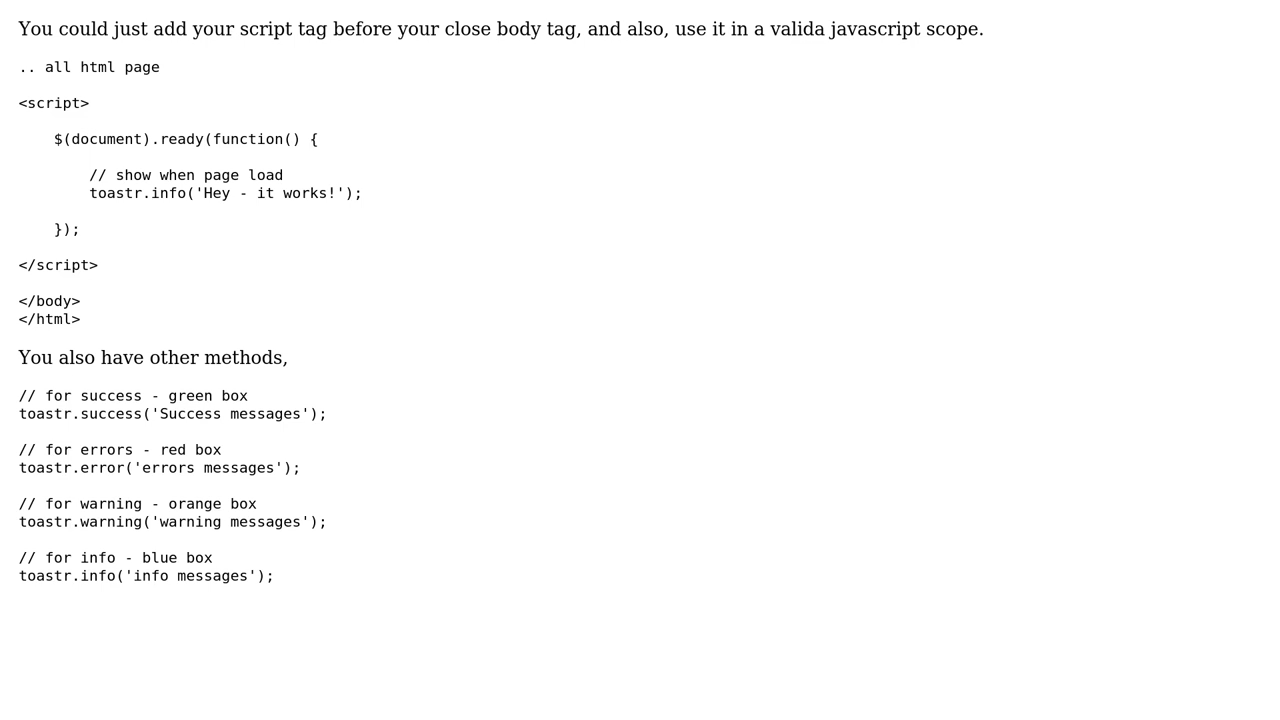 You could just add your script tag before your close body tag, and also, use it in a valida javascript scope.
.. all html page
<script>
$(document).ready(function() {
// show when page load
toastr.info('Hey - it works!');
});
</script>
</body>
</html>
You also have other methods,
// for success - green box
toastr.success('Success messages');
// for errors - red box
toastr.error('errors messages');
// for warning - orange box
toastr.warning('warning messages');
// for info - blue box
toastr.info('info messages');